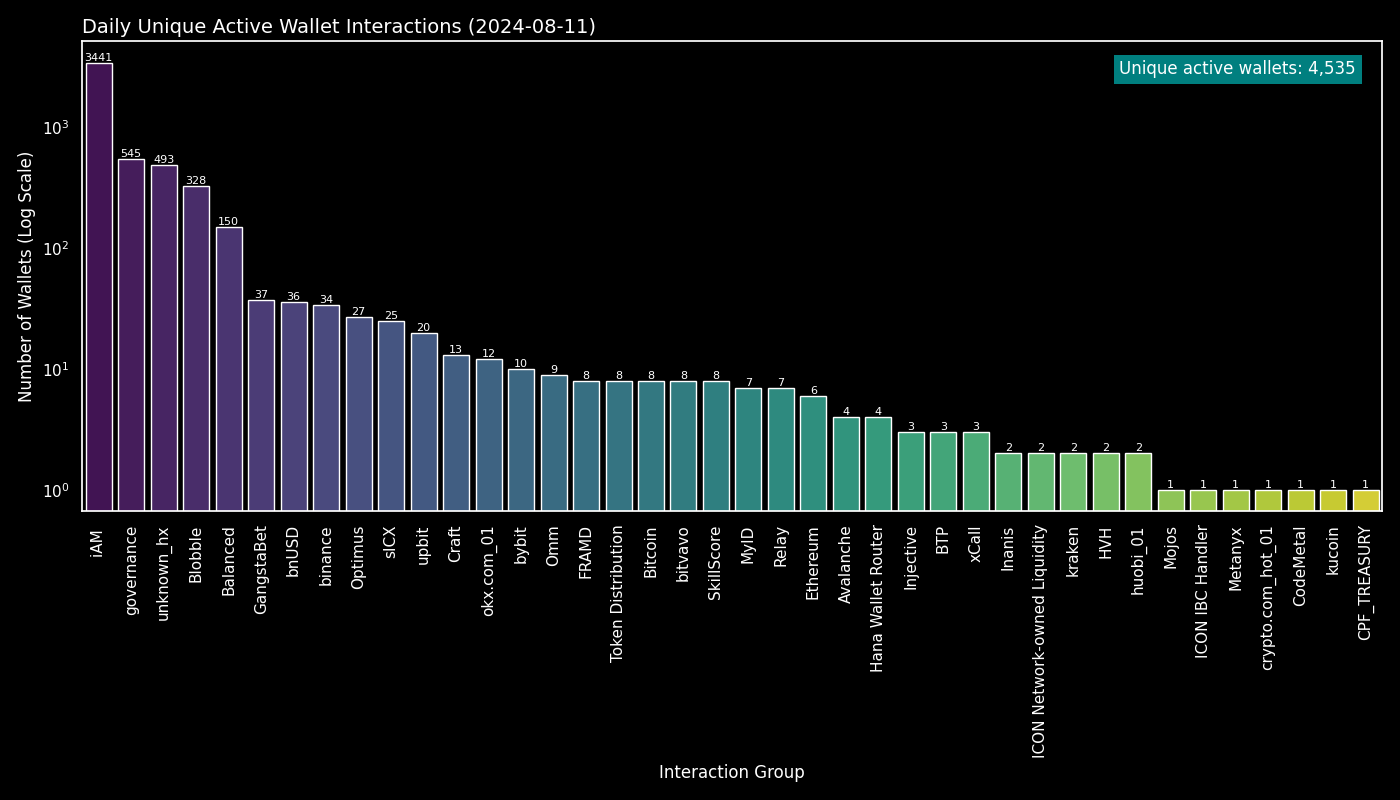 Daily Unique Active Wallet Interactions (2024-08-11)
Unique active wallets: 4,535
Number of Wallets (Log Scale)
10³
10²
10¹
10⁰
3441
545
493
328
150
37
36
34
27
25
20
13
12
10
9
8
8
8
8
8
7
7
6
4
4
3
3
3
2
2
2
2
2
1
1
1
1
1
1
1
iAM
governance
unknown_hx
Blobble
Balanced
GangstaBet
bnUSD
binance
Optimus
sICX
upbit
Craft
okx.com_01
bybit
Omm
FRAMD
Token Distribution
Bitcoin
bitvavo
SkillScore
MyID
Relay
Ethereum
Avalanche
Hana Wallet Router
Injective
BTP
xCall
Inanis
ICON Network-owned Liquidity
kraken
HVH
huobi_01
Mojos
ICON IBC Handler
Metanyx
crypto.com_hot_01
CodeMetal
kucoin
CPF_TREASURY
Interaction Group